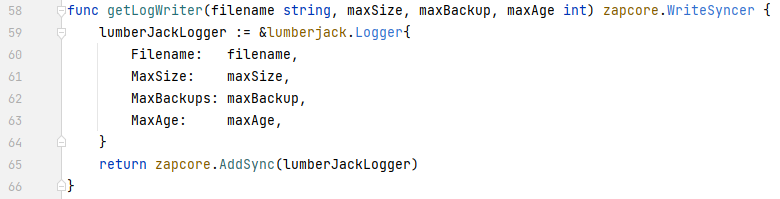 58 func getLogWriter(filename string, maxSize, maxBackup, maxAge int) zapcore.WriteSyncer {
59     lumberJackLogger := &lumberjack.Logger{
60         Filename:   filename,
61         MaxSize:    maxSize,
62         MaxBackups: maxBackup,
63         MaxAge:     maxAge,
64     }
65     return zapcore.AddSync(lumberJackLogger)
66 }